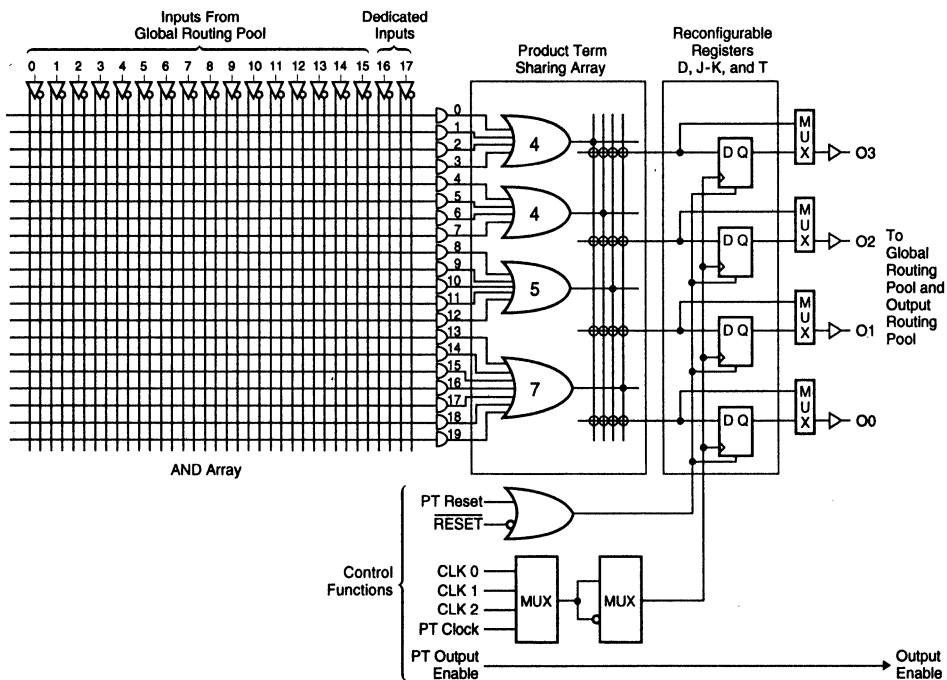 Inputs From
Global Routing Pool
Dedicated
Inputs
0 1 2 3 4 5 6 7 8 9 10 11 12 13 14 15 16 17
Product Term
Sharing Array
Reconfigurable
Registers
D, J-K, and T
0
1
2
3
4
5
6
7
8
9
10
11
12
13
14
15
16
17
18
19
4
4
5
7
D Q
D Q
D Q
D Q
MUX
MUX
MUX
MUX
O3
O2
O1
O0
To
Global
Routing
Pool and
Output
Routing
Pool
AND Array
Control
Functions
PT Reset
RESET
CLK 0
CLK 1
CLK 2
PT Clock
MUX
MUX
PT Output
Enable
Output
Enable